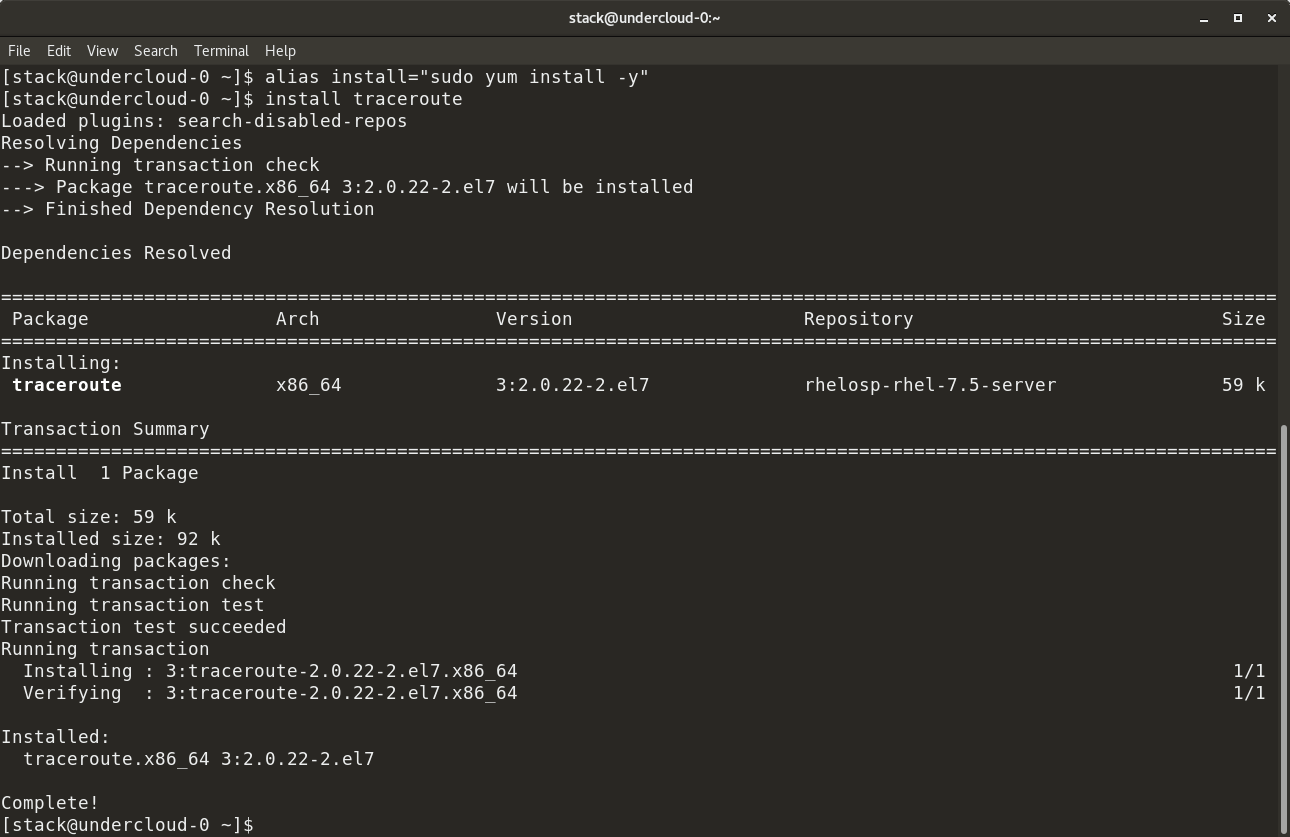 stack@undercloud-0:~
File Edit View Search Terminal Help
[stack@undercloud-0 ~]$ alias install="sudo yum install -y"
[stack@undercloud-0 ~]$ install traceroute
Loaded plugins: search-disabled-repos
Resolving Dependencies
--> Running transaction check
---> Package traceroute.x86_64 3:2.0.22-2.el7 will be installed
--> Finished Dependency Resolution

Dependencies Resolved

====================================================================================================================
 Package                 Arch                Version                     Repository                            Size
====================================================================================================================
Installing:
 traceroute              x86_64              3:2.0.22-2.el7              rhelosp-rhel-7.5-server               59 k

Transaction Summary
====================================================================================================================
Install  1 Package

Total size: 59 k
Installed size: 92 k
Downloading packages:
Running transaction check
Running transaction test
Transaction test succeeded
Running transaction
  Installing : 3:traceroute-2.0.22-2.el7.x86_64                                                                 1/1
  Verifying  : 3:traceroute-2.0.22-2.el7.x86_64                                                                 1/1

Installed:
  traceroute.x86_64 3:2.0.22-2.el7

Complete!
[stack@undercloud-0 ~]$